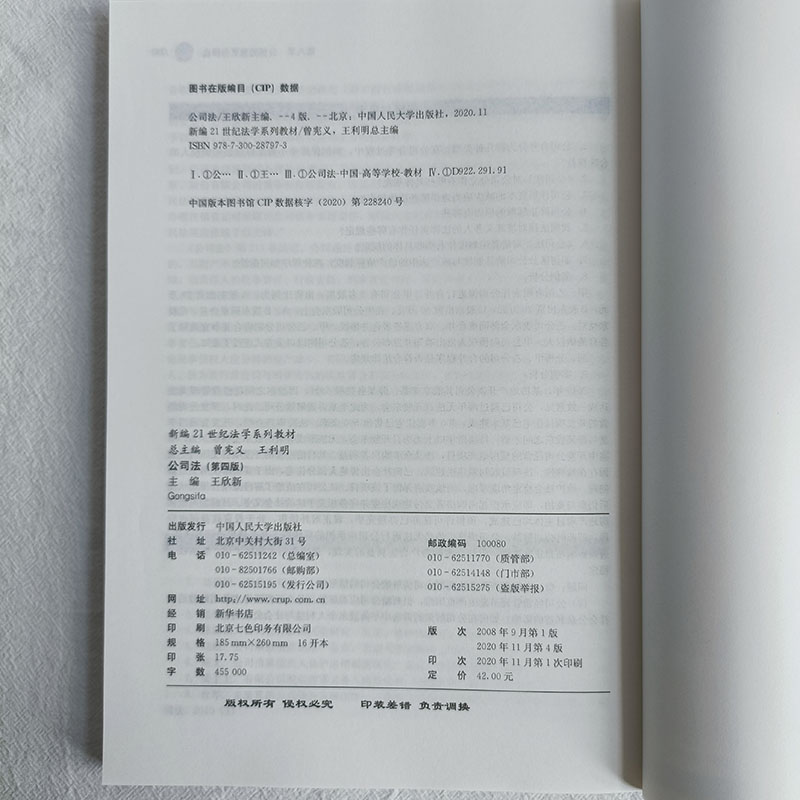 图书在版编目（CIP）数据
公司法/王欣新主编．--4版．--北京：中国人民大学出版社，2020.11
新编21世纪法学系列教材/曾宪义，王利明总主编
ISBN 978-7-300-28797-3
Ⅰ.①公… Ⅱ.①王… Ⅲ.①公司法-中国-高等学校-教材 Ⅳ.①D922.291.91
中国版本图书馆CIP数据核字（2020）第228240号
新编21世纪法学系列教材
总主编 曾宪义 王利明
公司法（第四版）
主 编 王欣新
Gongsifa
出版发行 中国人民大学出版社
社 址 北京中关村大街31号 邮政编码 100080
电 话 010-62511242（总编室） 010-62511770（质管部）
010-82501766（邮购部） 010-62514148（门市部）
010-62515195（发行公司） 010-62515275（盗版举报）
网 址 http://www.crup.com.cn
经 销 新华书店
印 刷 北京七色印务有限公司
规 格 185mm×260mm 16开本 版 次 2008年9月第1版
2020年11月第4版
印 张 17.75 印 次 2020年11月第1次印刷
字 数 455 000 定 价 42.00元
版权所有 侵权必究 印装差错 负责调换